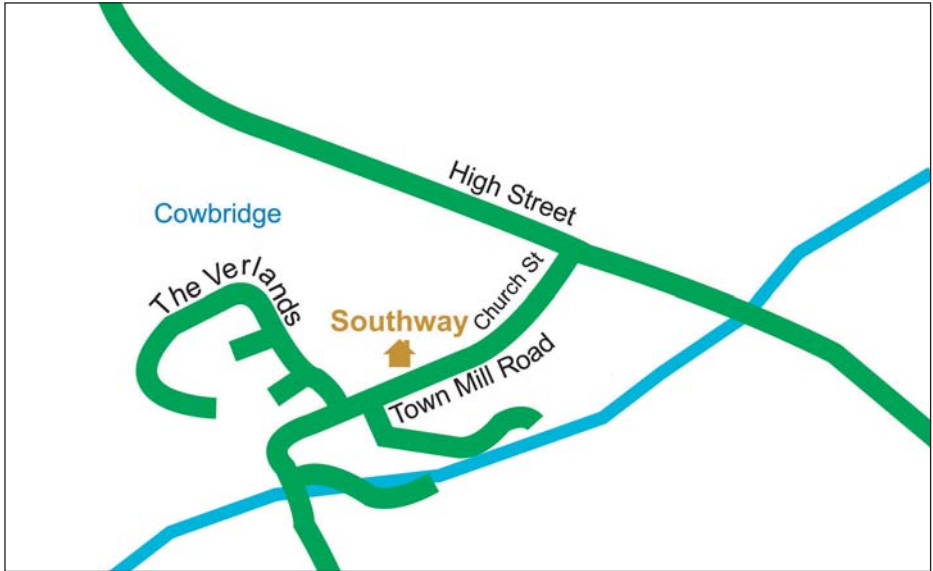 High Street
Cowbridge
Church St
The Verlands
Southway
Town Mill Road